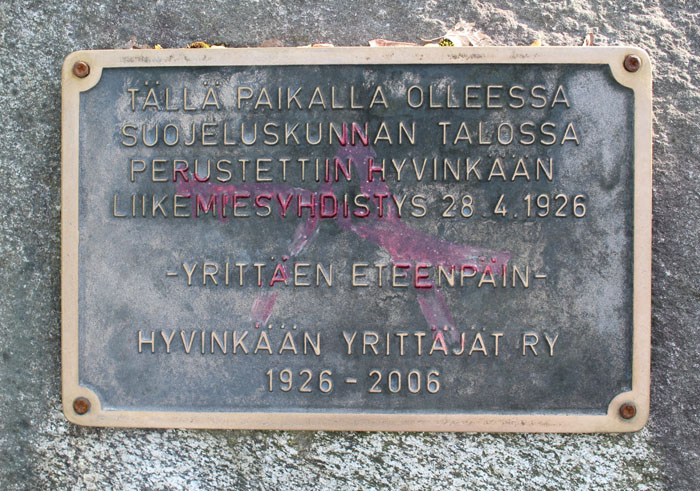 TÄLLÄ PAIKALLA OLLEESSA
SUOJELUSKUNNAN TALOSSA
PERUSTETTIIN HYVINKÄÄN
LIIKEMIESYHDISTYS 28.4.1926
-YRITTÄEN ETEENPÄIN-
HYVINKÄÄN YRITTÄJÄT RY
1926 - 2006